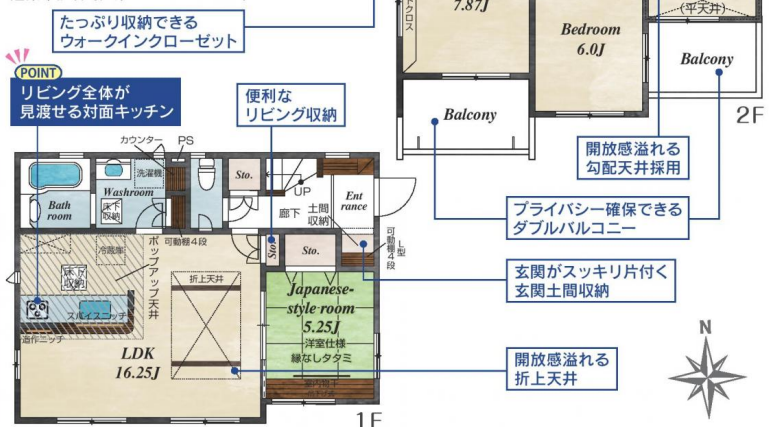 たっぷり収納できる
ウォークインクローゼット
7.87J
Bedroom
6.0J
(平天井)
Balcony
Balcony
2F
POINT
リビング全体が
見渡せる対面キッチン
便利な
リビング収納
開放感溢れる
勾配天井採用
プライバシー確保できる
ダブルバルコニー
カウンター
PS
洗濯機
Washroom
床下
収納
Bath
room
Sto.
UP
廊下
土間
収納
Ent
rance
可動棚4段
L型
可動棚4段
冷蔵庫
床下
収納
ポップアップ天井
Sto.
Sto.
折上天井
スパイスニッチ
造作ニッチ
LDK
16.25J
Japanese-
style room
5.25J
洋室仕様
縁なしタタミ
玄関がスッキリ片付く
玄関土間収納
開放感溢れる
折上天井
N
1F